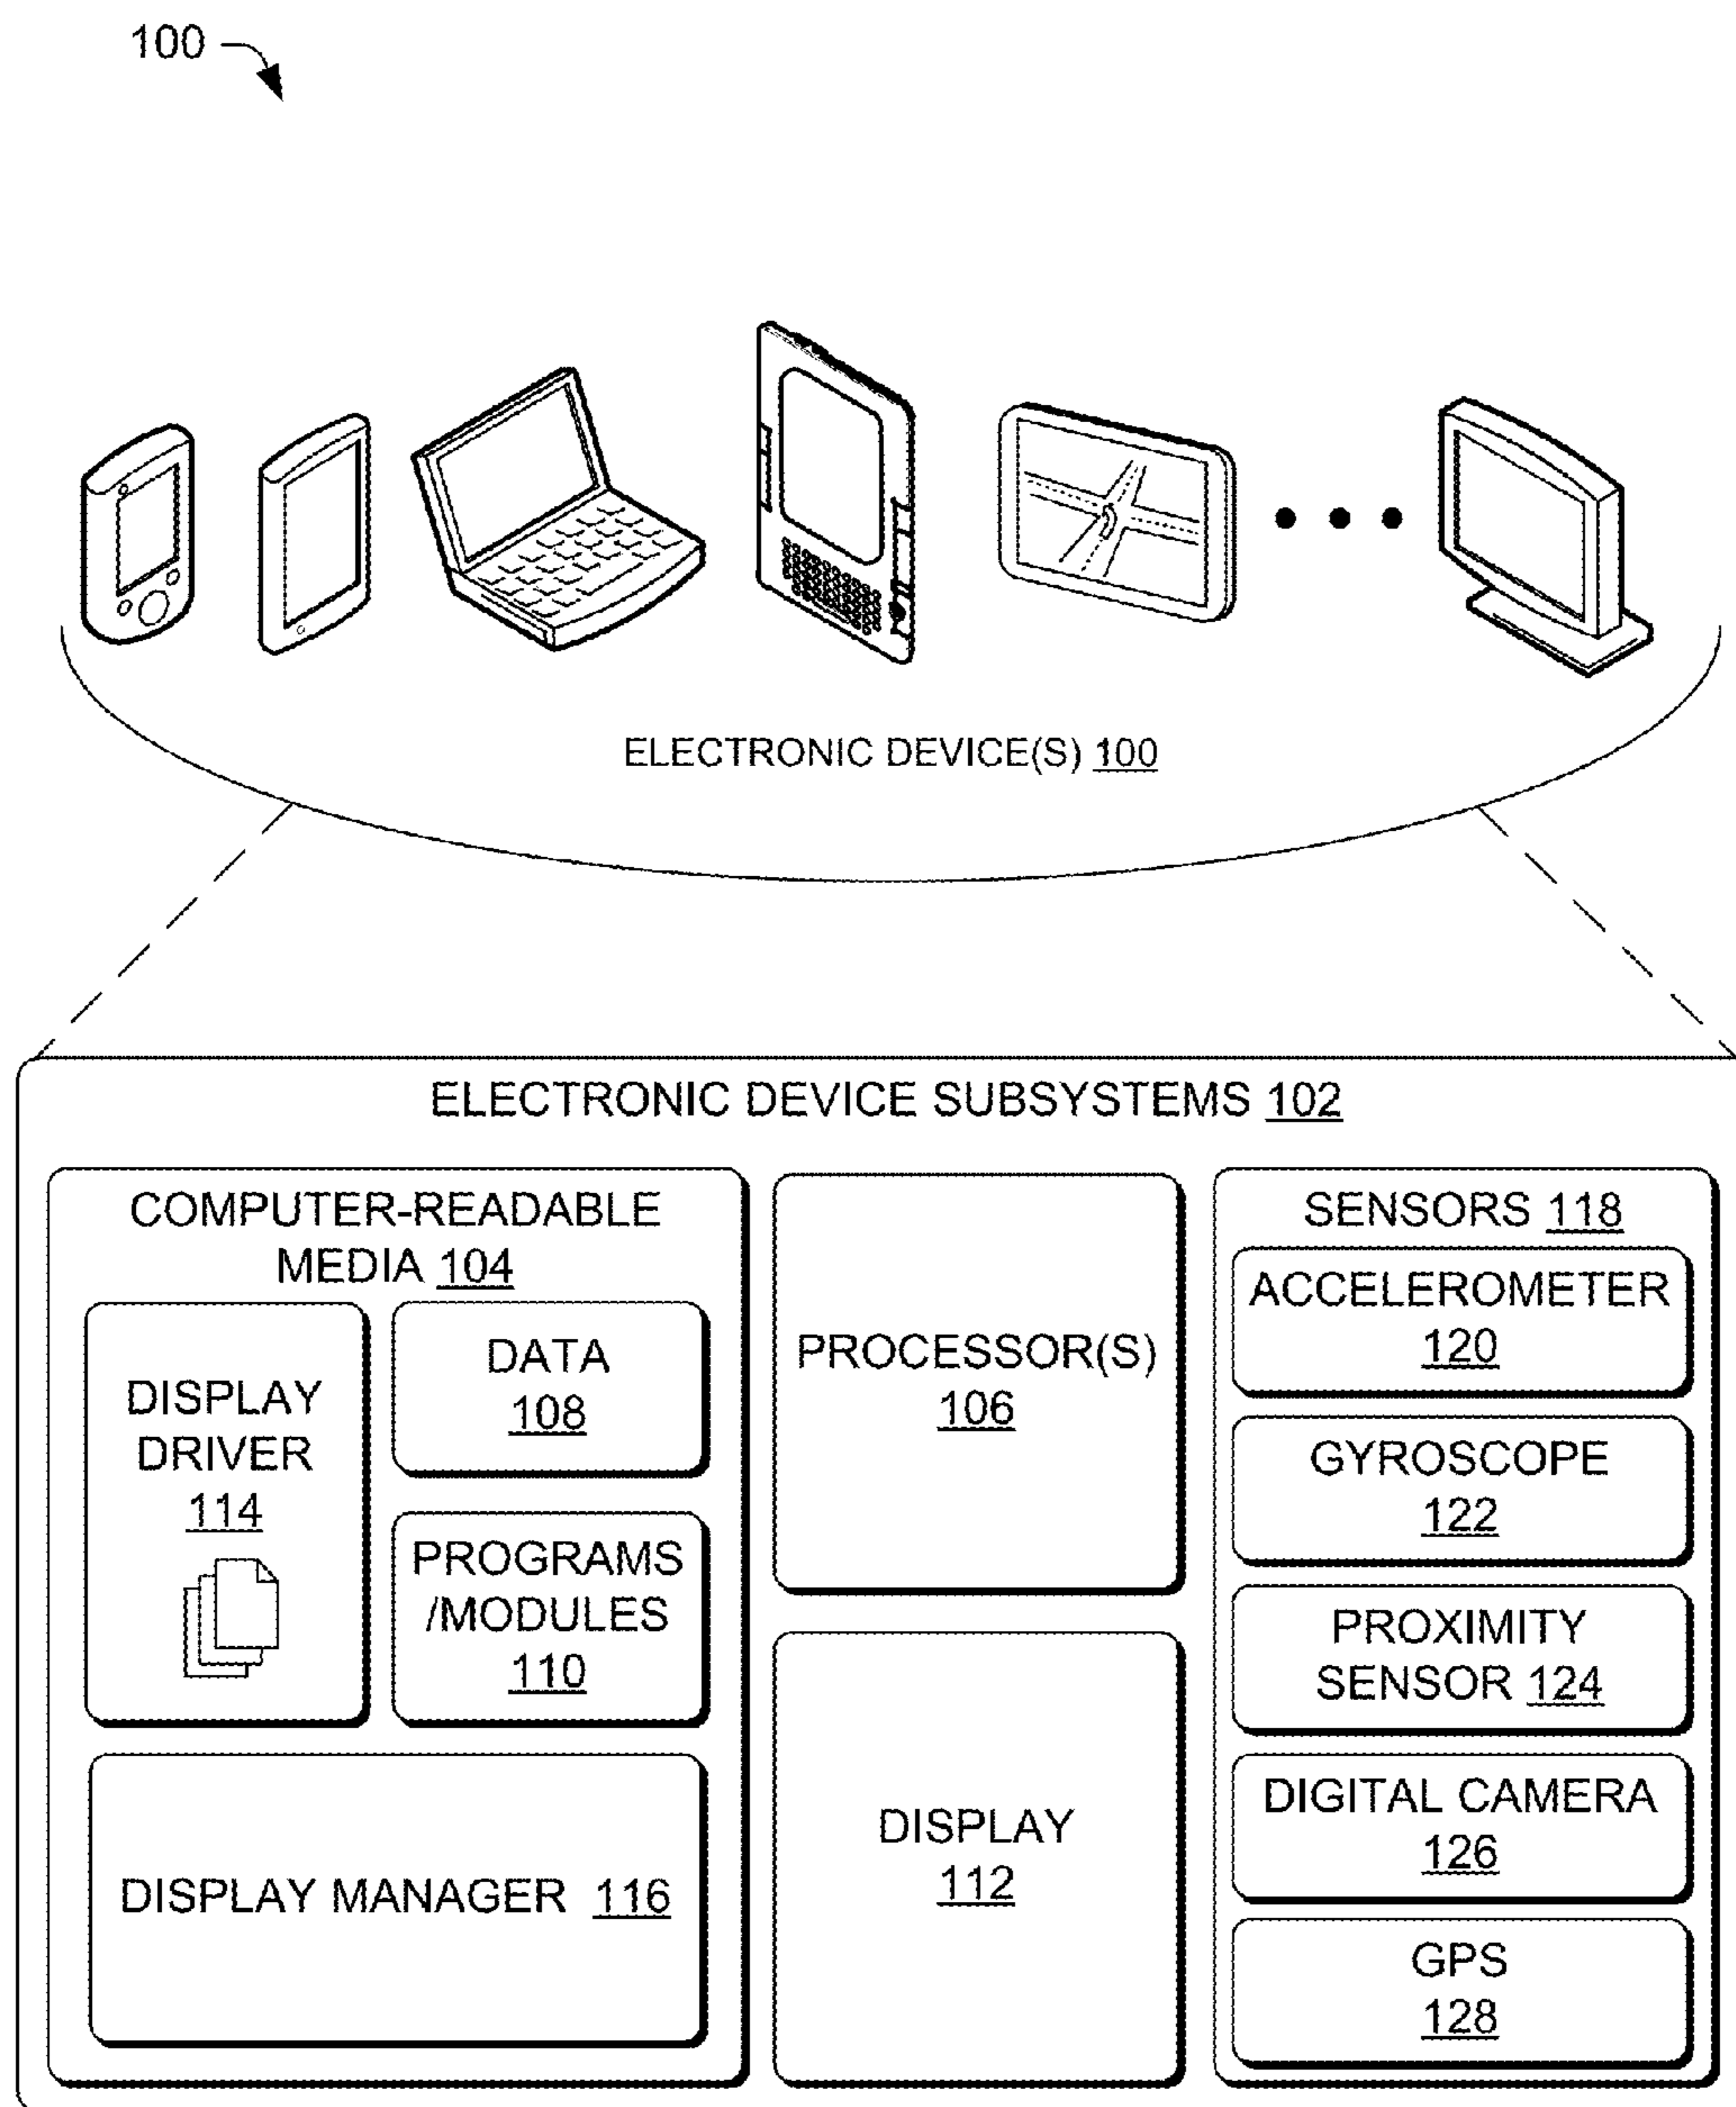 100
ELECTRONIC DEVICE(S) 100
ELECTRONIC DEVICE SUBSYSTEMS 102
COMPUTER-READABLE
MEDIA 104
DISPLAY
DRIVER
114
DATA
108
PROGRAMS
/MODULES
110
DISPLAY MANAGER 116
PROCESSOR(S)
106
DISPLAY
112
SENSORS 118
ACCELEROMETER
120
GYROSCOPE
122
PROXIMITY
SENSOR 124
DIGITAL CAMERA
126
GPS
128